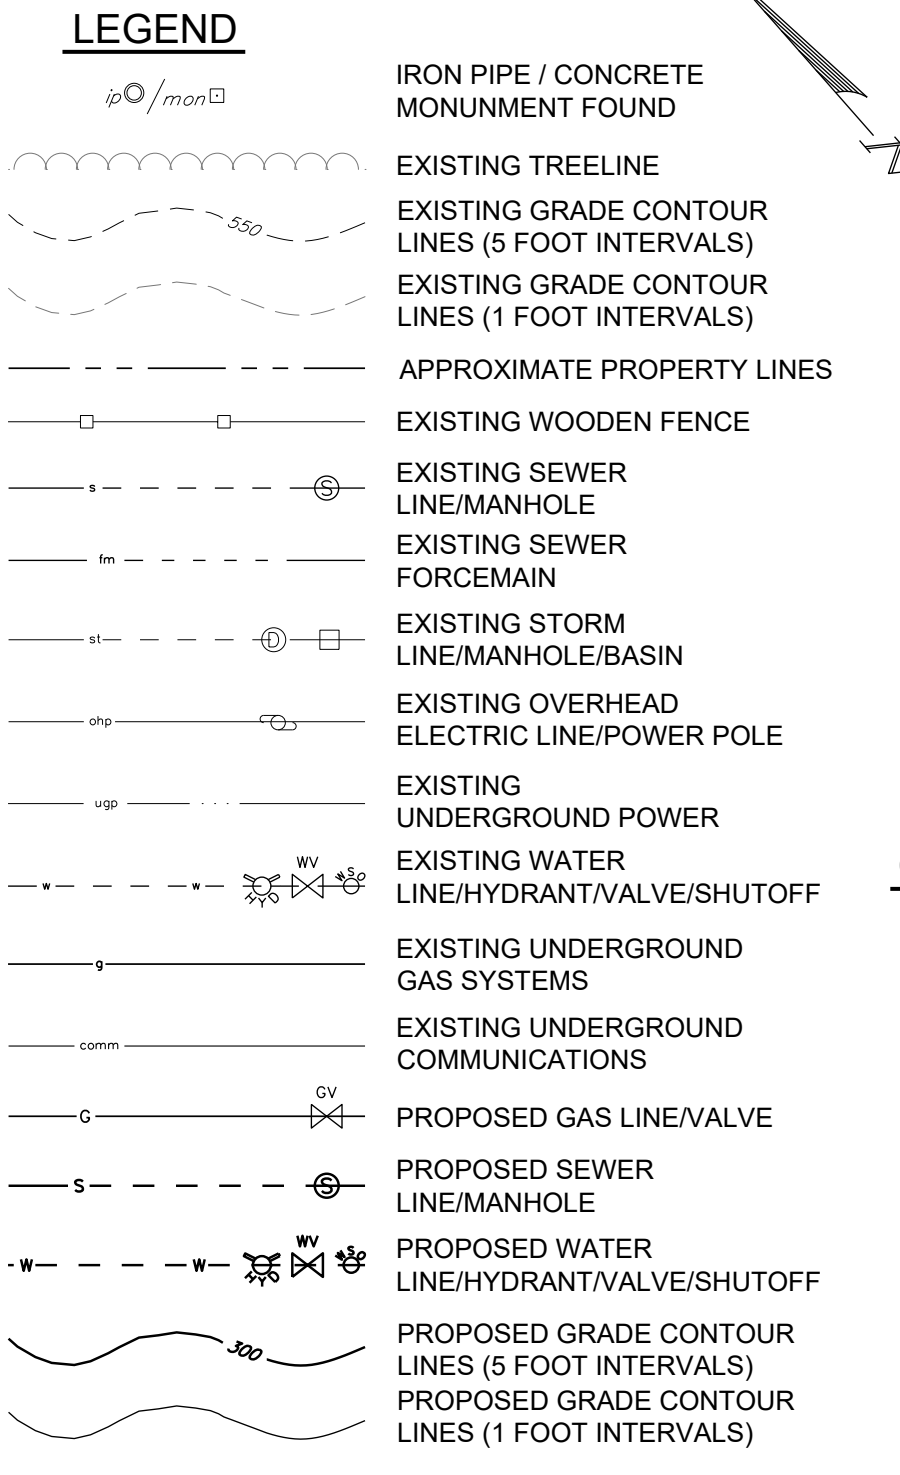 LEGEND
ip / mon
IRON PIPE / CONCRETE
MONUNMENT FOUND
EXISTING TREELINE
550
EXISTING GRADE CONTOUR
LINES (5 FOOT INTERVALS)
EXISTING GRADE CONTOUR
LINES (1 FOOT INTERVALS)
APPROXIMATE PROPERTY LINES
EXISTING WOODEN FENCE
s S
EXISTING SEWER
LINE/MANHOLE
fm
EXISTING SEWER
FORCEMAIN
st D
EXISTING STORM
LINE/MANHOLE/BASIN
ohp
EXISTING OVERHEAD
ELECTRIC LINE/POWER POLE
ugp
EXISTING
UNDERGROUND POWER
w w HYD WV WSO
EXISTING WATER
LINE/HYDRANT/VALVE/SHUTOFF
g
EXISTING UNDERGROUND
GAS SYSTEMS
comm
EXISTING UNDERGROUND
COMMUNICATIONS
G GV
PROPOSED GAS LINE/VALVE
S S
PROPOSED SEWER
LINE/MANHOLE
W W HYD WV WSO
PROPOSED WATER
LINE/HYDRANT/VALVE/SHUTOFF
300
PROPOSED GRADE CONTOUR
LINES (5 FOOT INTERVALS)
PROPOSED GRADE CONTOUR
LINES (1 FOOT INTERVALS)